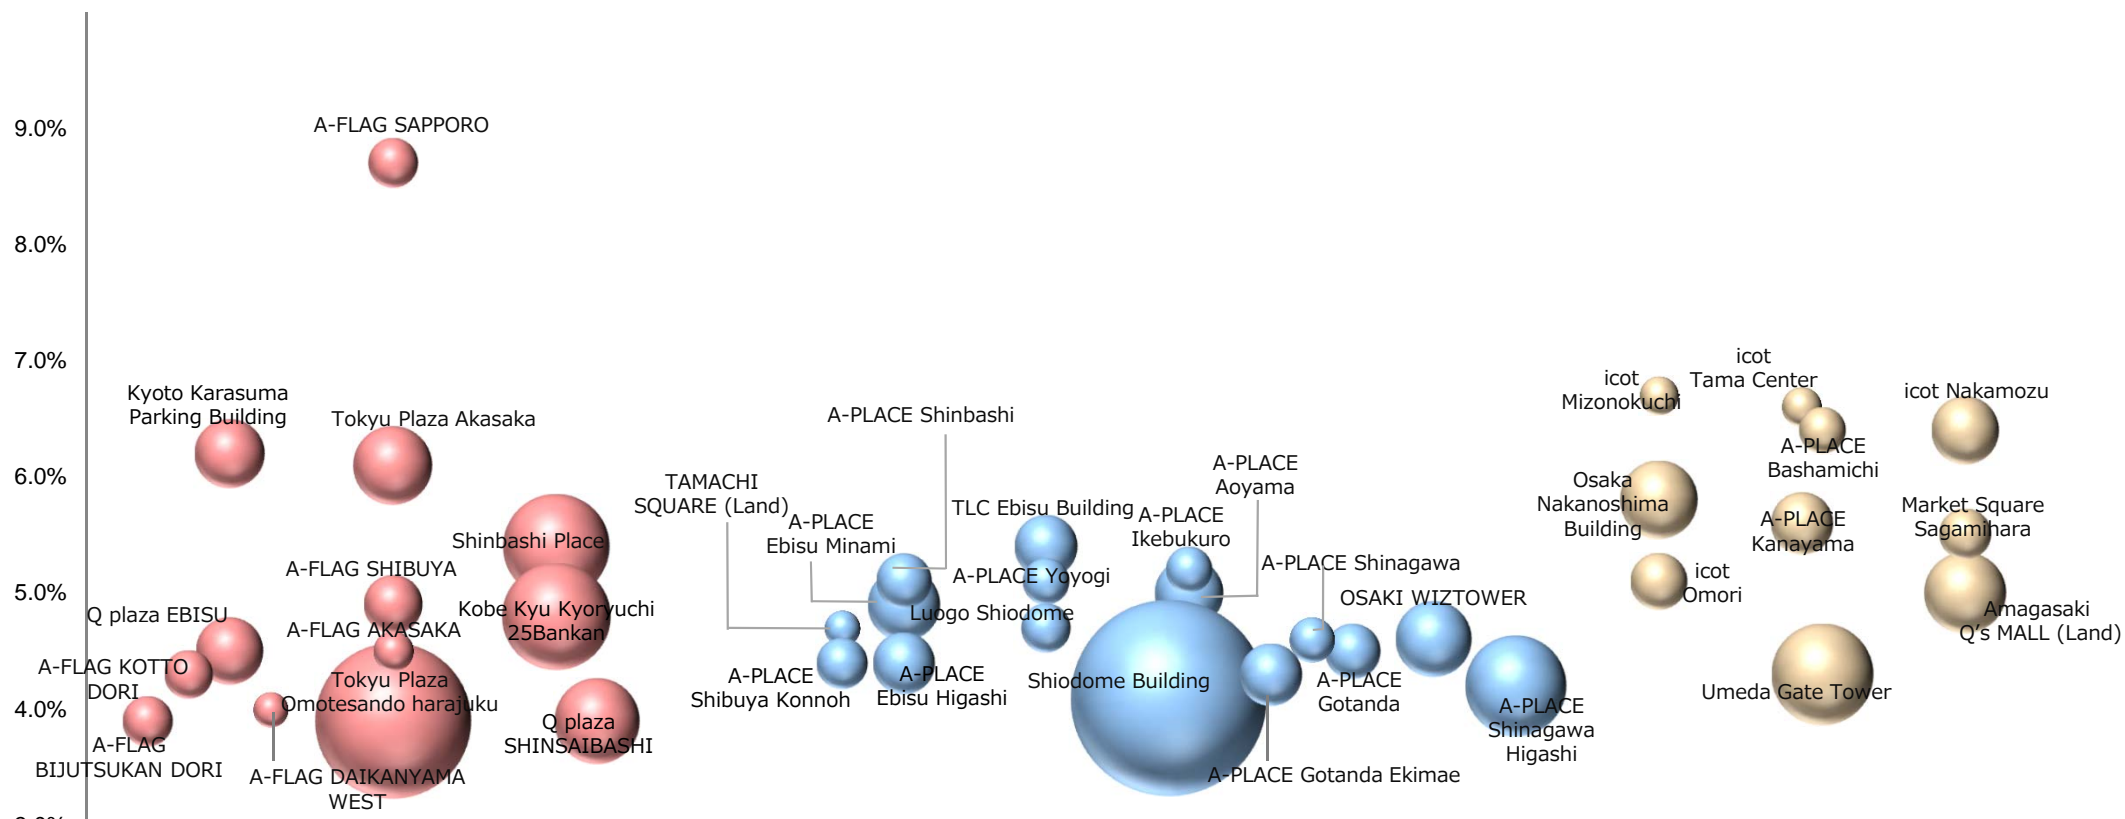 9.0%
8.0%
7.0%
6.0%
5.0%
4.0%
A-FLAG SAPPORO
Kyoto Karasuma
Parking Building
Tokyu Plaza Akasaka
Shinbashi Place
A-FLAG SHIBUYA
Kobe Kyu Kyoryuchi
25Bankan
Q plaza EBISU
A-FLAG AKASAKA
A-FLAG KOTTO
DORI
Tokyu Plaza
Omotesando harajuku
Q plaza
SHINSAIBASHI
A-FLAG
BIJUTSUKAN DORI
A-FLAG DAIKANYAMA
WEST
A-PLACE Shinbashi
TAMACHI
SQUARE (Land)
A-PLACE
Ebisu Minami
TLC Ebisu Building
A-PLACE
Ikebukuro
A-PLACE
Aoyama
A-PLACE Yoyogi
A-PLACE Shinagawa
Luogo Shiodome
OSAKI WIZTOWER
A-PLACE
Shibuya Konnoh
A-PLACE
Ebisu Higashi
Shiodome Building
A-PLACE
Gotanda
A-PLACE
Shinagawa
Higashi
A-PLACE Gotanda Ekimae
icot
Mizonokuchi
icot
Tama Center
icot Nakamozu
A-PLACE
Bashamichi
Osaka
Nakanoshima
Building
A-PLACE
Kanayama
Market Square
Sagamihara
icot
Omori
Amagasaki
Q's MALL (Land)
Umeda Gate Tower